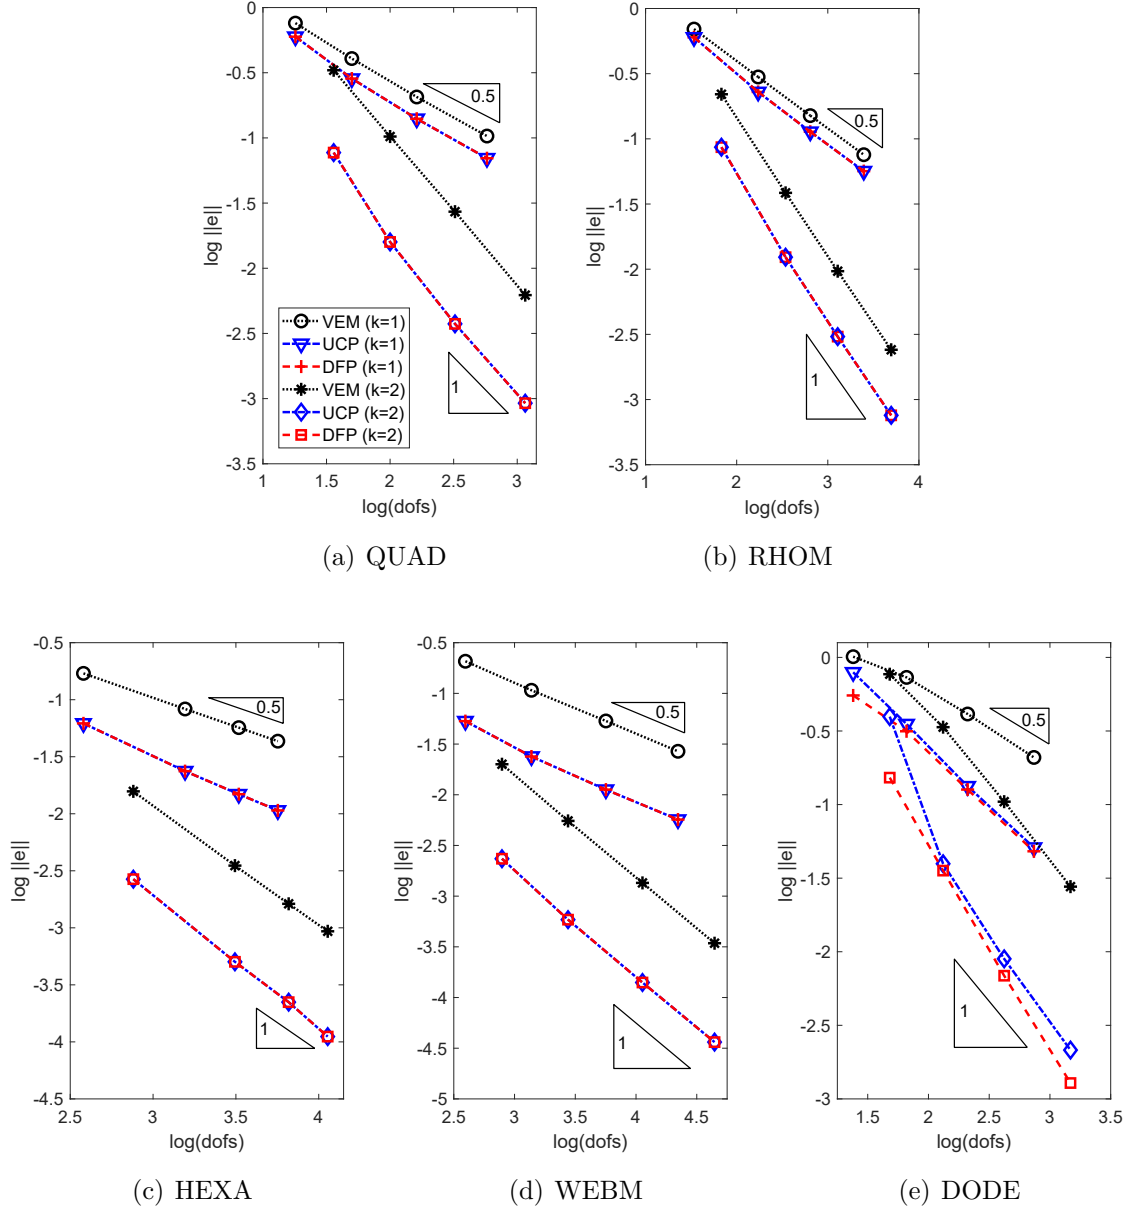 0
-0.5
-1
-1.5
-2
-2.5
-3
-3.5
log ||e||
0.5
1
VEM (k=1)
UCP (k=1)
DFP (k=1)
VEM (k=2)
UCP (k=2)
DFP (k=2)
1 1.5 2 2.5 3
log(dofs)
(a) QUAD
0
-0.5
-1
-1.5
-2
-2.5
-3
-3.5
log ||e||
0.5
1
1 2 3 4
log(dofs)
(b) RHOM
-0.5
-1
-1.5
-2
-2.5
-3
-3.5
-4
-4.5
log ||e||
0.5
1
2.5 3 3.5 4
log(dofs)
(c) HEXA
-0.5
-1
-1.5
-2
-2.5
-3
-3.5
-4
-4.5
-5
log ||e||
0.5
1
2.5 3 3.5 4 4.5
log(dofs)
(d) WEBM
0
-0.5
-1
-1.5
-2
-2.5
-3
log ||e||
0.5
1
1.5 2 2.5 3 3.5
log(dofs)
(e) DODE